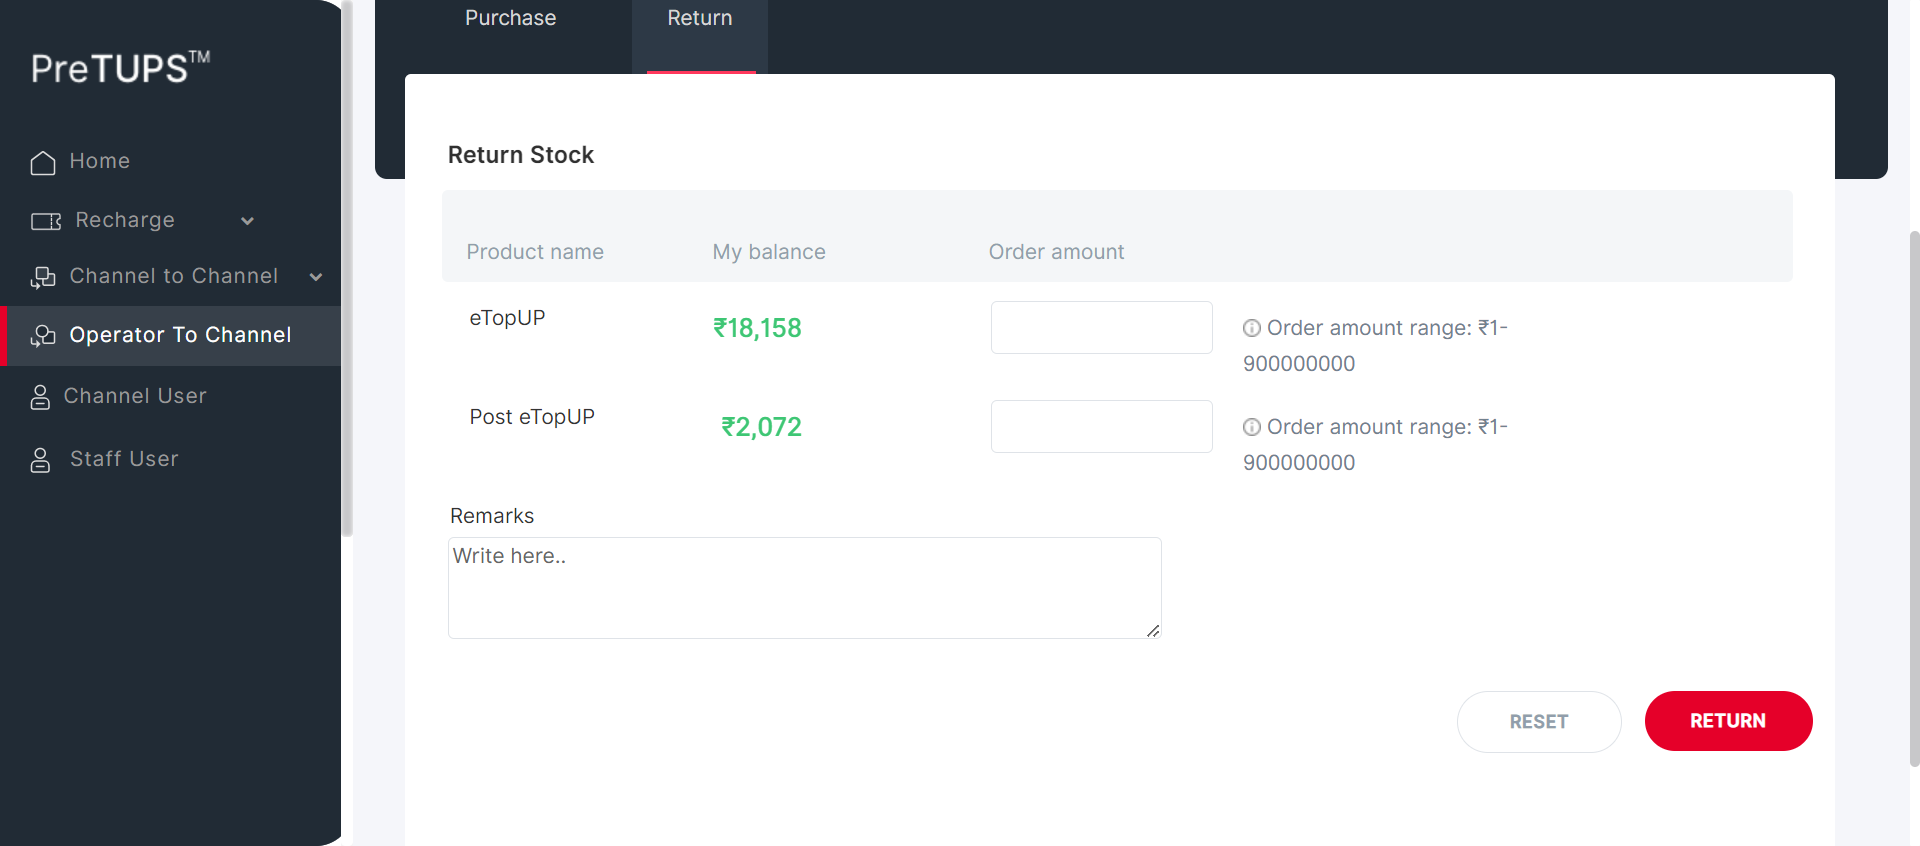 PreTUPS™
Home
Recharge
Channel to Channel
Operator To Channel
Channel User
Staff User
Purchase
Return
Return Stock
Product name
My balance
Order amount
eTopUP
₹18,158
Order amount range: ₹1-
900000000
Post eTopUP
₹2,072
Order amount range: ₹1-
900000000
Remarks
Write here..
RESET
RETURN